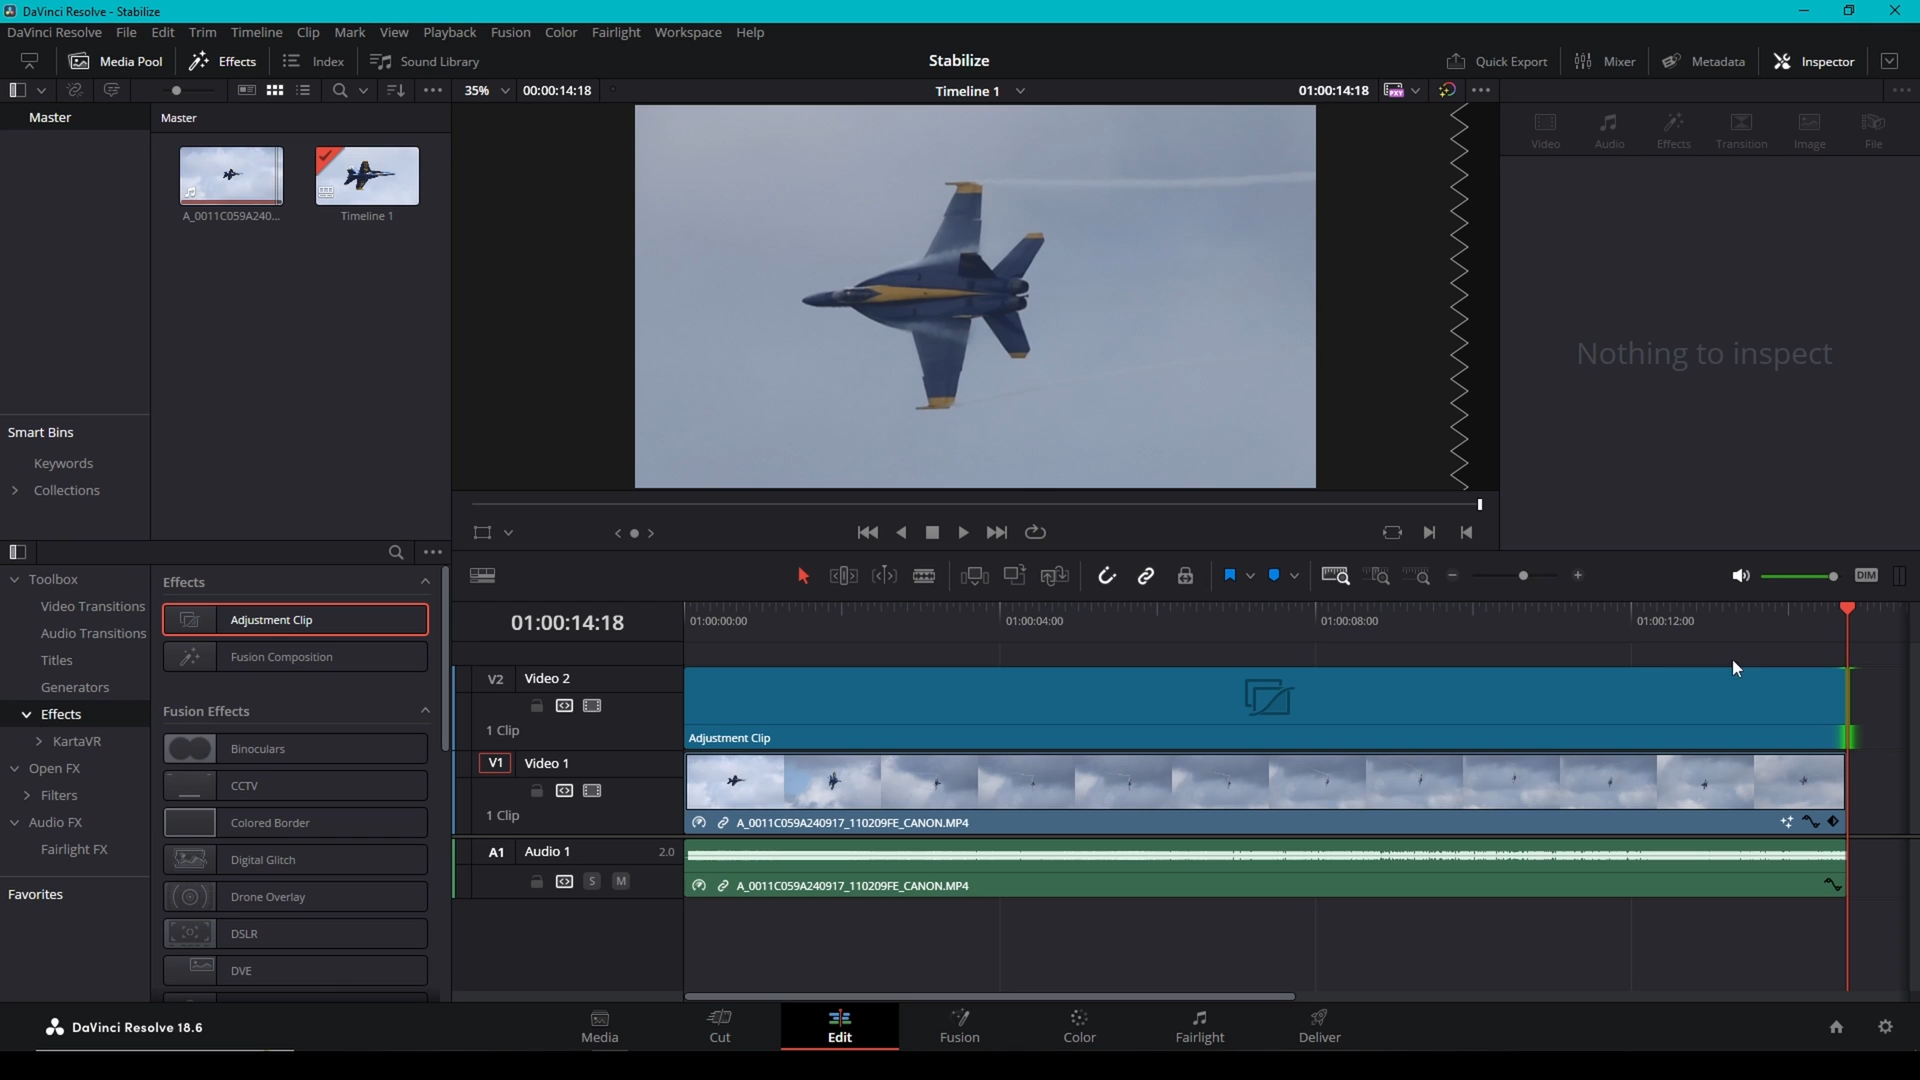 DaVinci Resolve - Stabilize
DaVinci Resolve File Edit Trim Timeline Clip Mark View Playback Fusion Color Fairlight Workspace Help
Media Pool Effects Index Sound Library Stabilize Quick Export Mixer Metadata Inspector
35% 00:00:14:18 Timeline 1 01:00:14:18
Master Master
Video Audio Effects Transition Image File
A_0011C059A240... Timeline 1
Nothing to inspect
Smart Bins
Keywords
Collections
Toolbox
Video Transitions
Audio Transitions
Titles
Generators
Effects
KartaVR
Open FX
Filters
Audio FX
Fairlight FX
Favorites
Effects
Adjustment Clip
Fusion Composition
Fusion Effects
Binoculars
CCTV
Colored Border
Digital Glitch
Drone Overlay
DSLR
DVE
DIM
01:00:14:18 01:00:00:00 01:00:04:00 01:00:08:00 01:00:12:00
V2 Video 2
1 Clip
Adjustment Clip
V1 Video 1
1 Clip
A_0011C059A240917_110209FE_CANON.MP4
A1 Audio 1 2.0
S M
A_0011C059A240917_110209FE_CANON.MP4
DaVinci Resolve 18.6
Media Cut Edit Fusion Color Fairlight Deliver